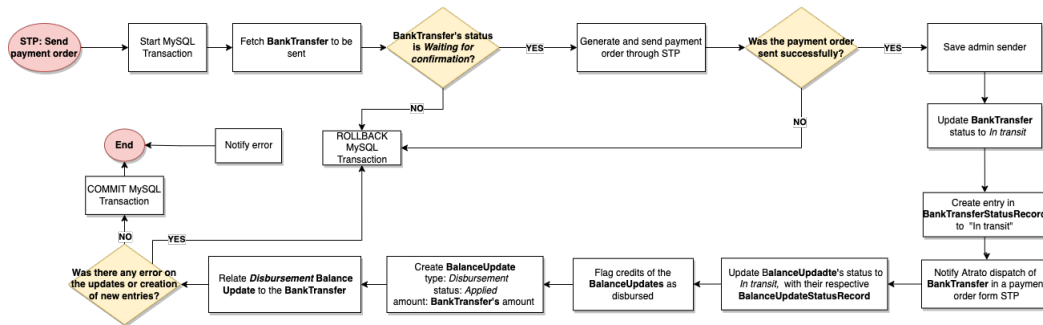 STP: Send
payment order
Start MySQL
Transaction
Fetch BankTransfer to be
sent
BankTransfer's status
is Waiting for
confirmation?
YES
Generate and send payment
order through STP
Was the payment order
sent successfully?
YES
Save admin sender
NO
NO
End
Notify error
ROLLBACK
MySQL
Transaction
Update BankTransfer
status to In transit
COMMIT MySQL
Transaction
Create entry in
BankTransferStatusRecord
to "In transit"
NO
YES
Was there any error on
the updates or creation
of new entries?
Relate Disbursement Balance
Update to the BankTransfer
Create BalanceUpdate
type: Disbursement
status: Applied
amount: BankTransfer's amount
Flag credits of the
BalanceUpdates as
disbursed
Update BalanceUpdadte's status to
In transit, with their respective
BalanceUpdateStatusRecord
Notify Atrato dispatch of
BankTransfer in a payment
order form STP